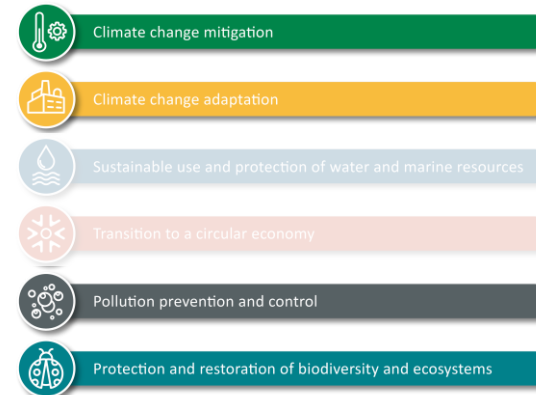 Climate change mitigation
Climate change adaptation
Sustainable use and protection of water and marine resources
Transition to a circular economy
Pollution prevention and control
Protection and restoration of biodiversity and ecosystems